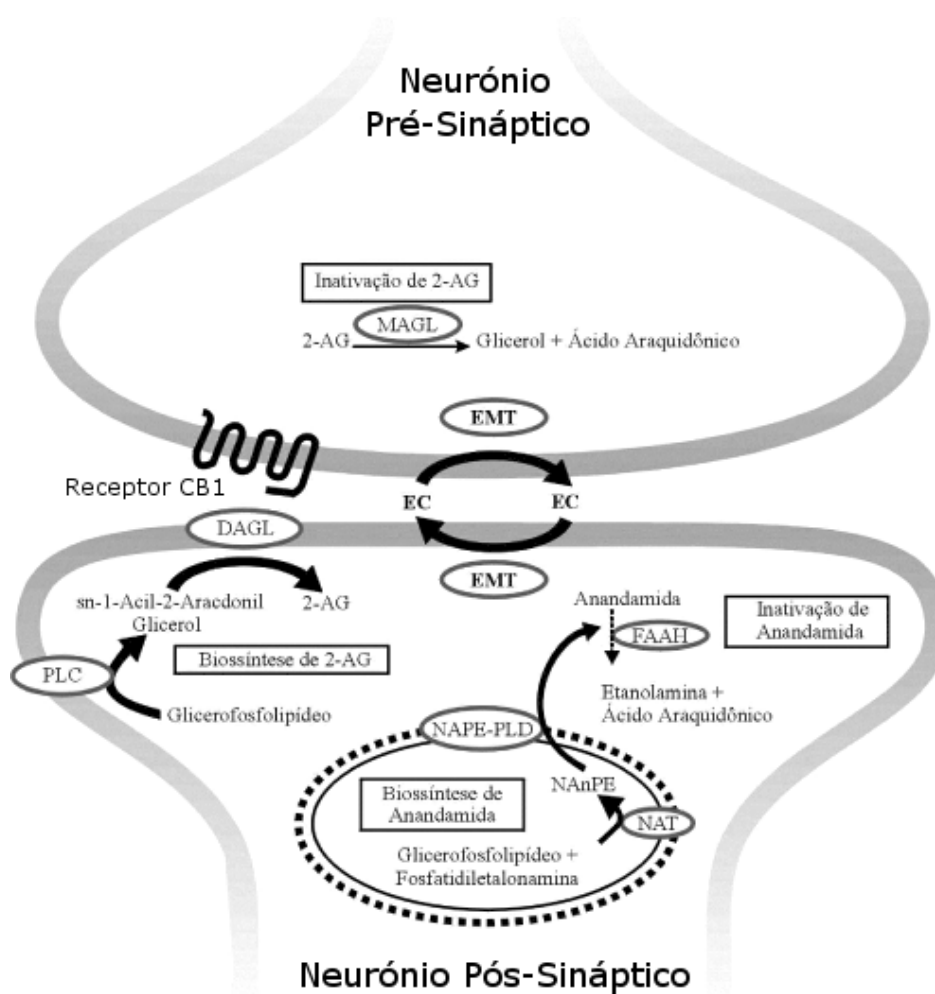 Neurónio
Pré-Sináptico
Inativação de 2-AG
MAGL
2-AG
Glicerol + Ácido Araquidônico
EMT
Receptor CB1
EC
EC
DAGL
EMT
sn-1-Acil-2-Aracdonil
Glicerol
2-AG
Anandamida
Inativação de
Anandamida
FAAH
Biossíntese de 2-AG
PLC
Glicerofosfolipídeo
Etanolamina +
Ácido Araquidônico
NAPE-PLD
NAnPE
Biossíntese de
Anandamida
NAT
Glicerofosfolipídeo +
Fosfatidiletalonamina
Neurónio Pós-Sináptico